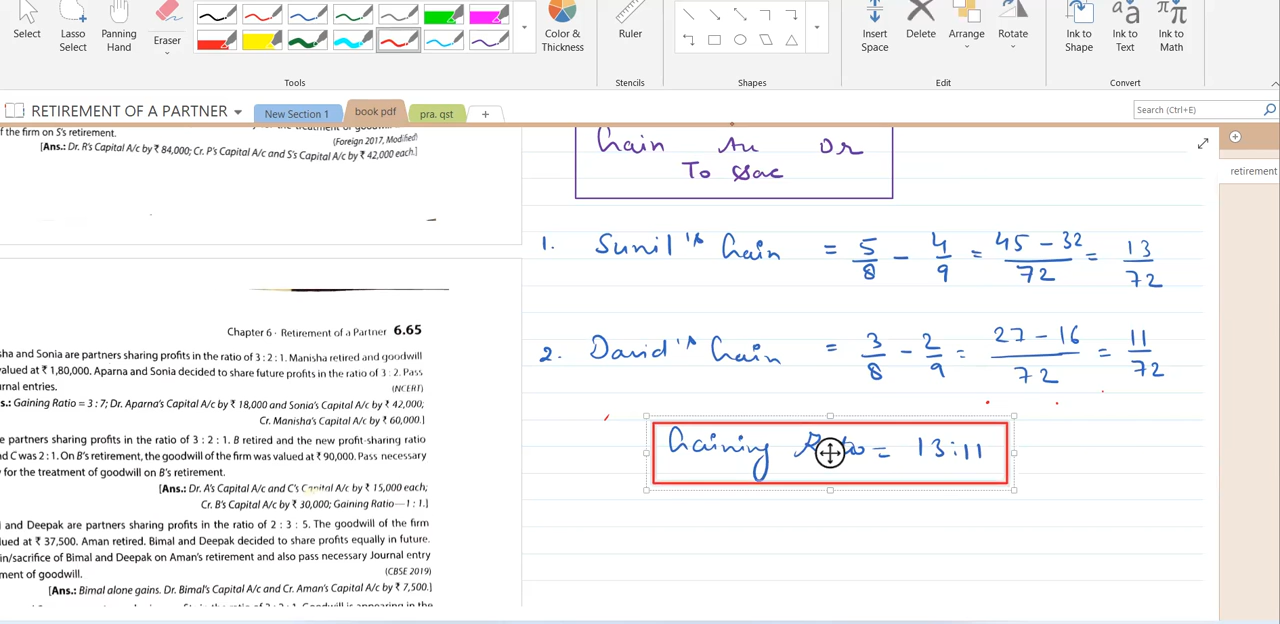 Select
Lasso
Select
Panning
Hand
Eraser
Color &
Thickness
Ruler
Insert
Space
Delete
Arrange
Rotate
Ink to
Shape
Ink to
Text
Ink to
Math
Tools
Stencils
Shapes
Edit
Convert
RETIREMENT OF A PARTNER
New Section 1
book pdf
pra. qst
+
Search (Ctrl+E)
retirement
of the firm on S's retirement.
(Foreign 2017, Modified)
[Ans.: Dr. R's Capital A/c by ₹ 84,000; Cr. P's Capital A/c and S's Capital A/c by ₹ 42,000 each.]
Chapter 6 · Retirement of a Partner 6.65
sha and Sonia are partners sharing profits in the ratio of 3 : 2 : 1. Manisha retired and goodwill
valued at ₹ 1,80,000. Aparna and Sonia decided to share future profits in the ratio of 3 : 2. Pass
urnal entries.
(NCERT)
s.: Gaining Ratio = 3 : 7; Dr. Aparna's Capital A/c by ₹ 18,000 and Sonia's Capital A/c by ₹ 42,000;
Cr. Manisha's Capital A/c by ₹ 60,000.]
e partners sharing profits in the ratio of 3 : 2 : 1. B retired and the new profit-sharing ratio
nd C was 2 : 1. On B's retirement, the goodwill of the firm was valued at ₹ 90,000. Pass necessary
for the treatment of goodwill on B's retirement.
[Ans.: Dr. A's Capital A/c and C's Capital A/c by ₹ 15,000 each;
Cr. B's Capital A/c by ₹ 30,000; Gaining Ratio—1 : 1.]
and Deepak are partners sharing profits in the ratio of 2 : 3 : 5. The goodwill of the firm
lued at ₹ 37,500. Aman retired. Bimal and Deepak decided to share profits equally in future.
in/sacrifice of Bimal and Deepak on Aman's retirement and also pass necessary Journal entry
ment of goodwill.
(CBSE 2019)
[Ans.: Bimal alone gains. Dr. Bimal's Capital A/c and Cr. Aman's Capital A/c by ₹ 7,500.]
Gain Au Dr
To Sac
1. Sunil's Gain = 5/8 - 4/9 = 45 - 32/72 = 13/72
2. David's Gain = 3/8 - 2/9 = 27 - 16/72 = 11/72
Gaining Ratio = 13:11